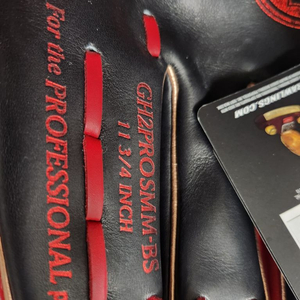 For the PROFESSIONAL
GH2PROSMM-BS
11 3/4 INCH
RAWLINGS.COM